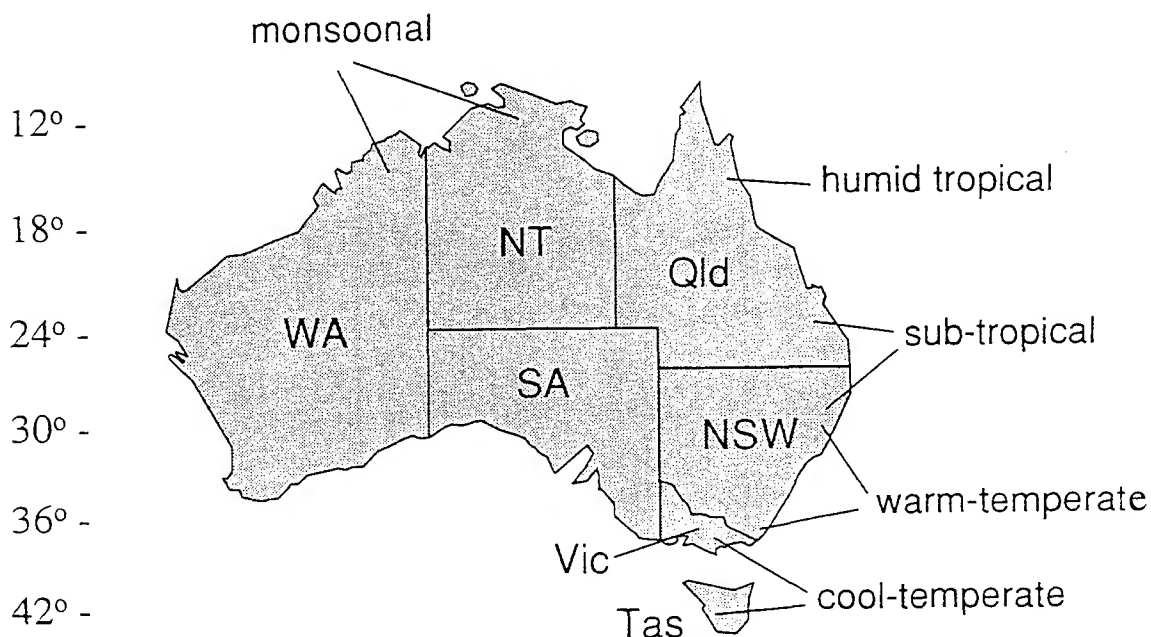 monsoonal
12° -
humid tropical
18° -
NT
Qld
24° -
WA
sub-tropical
SA
30° -
NSW
warm-temperate
36° -
Vic
cool-temperate
42° -
Tas